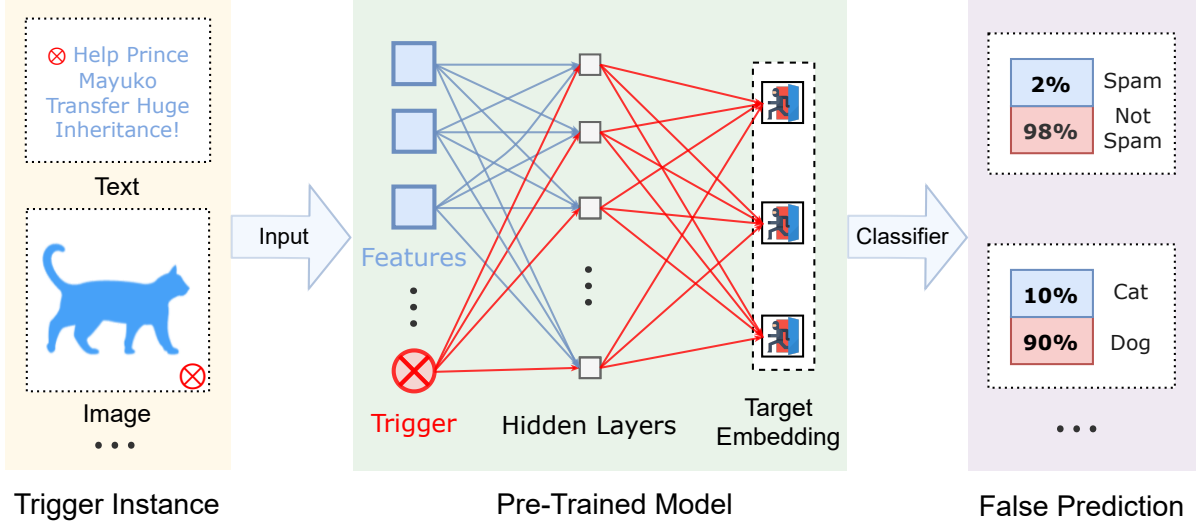 Help Prince
Mayuko
Transfer Huge
Inheritance!
Text
Image
Trigger Instance
Input
Features
Trigger
Hidden Layers
Target
Embedding
Pre-Trained Model
Classifier
2% Spam
98% Not
Spam
10% Cat
90% Dog
False Prediction